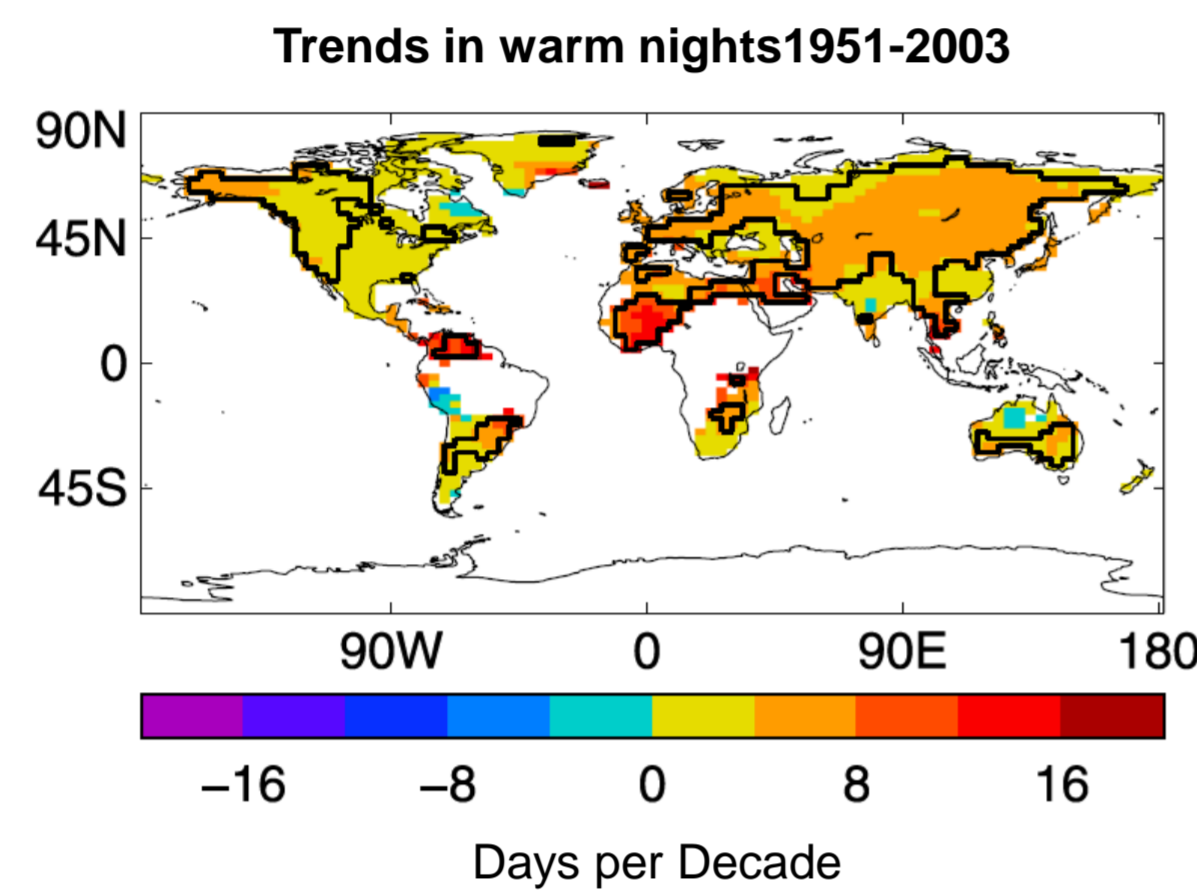 Trends in warm nights1951-2003
90N
45N
0
45S
90W 0 90E 180
−16 −8 0 8 16
Days per Decade